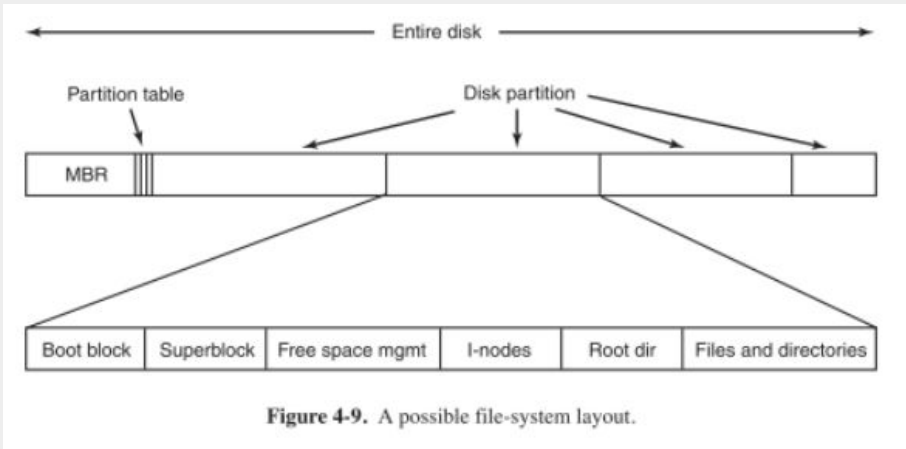 Entire disk
Partition table
Disk partition
MBR
Boot block
Superblock
Free space mgmt
I-nodes
Root dir
Files and directories
Figure 4-9. A possible file-system layout.